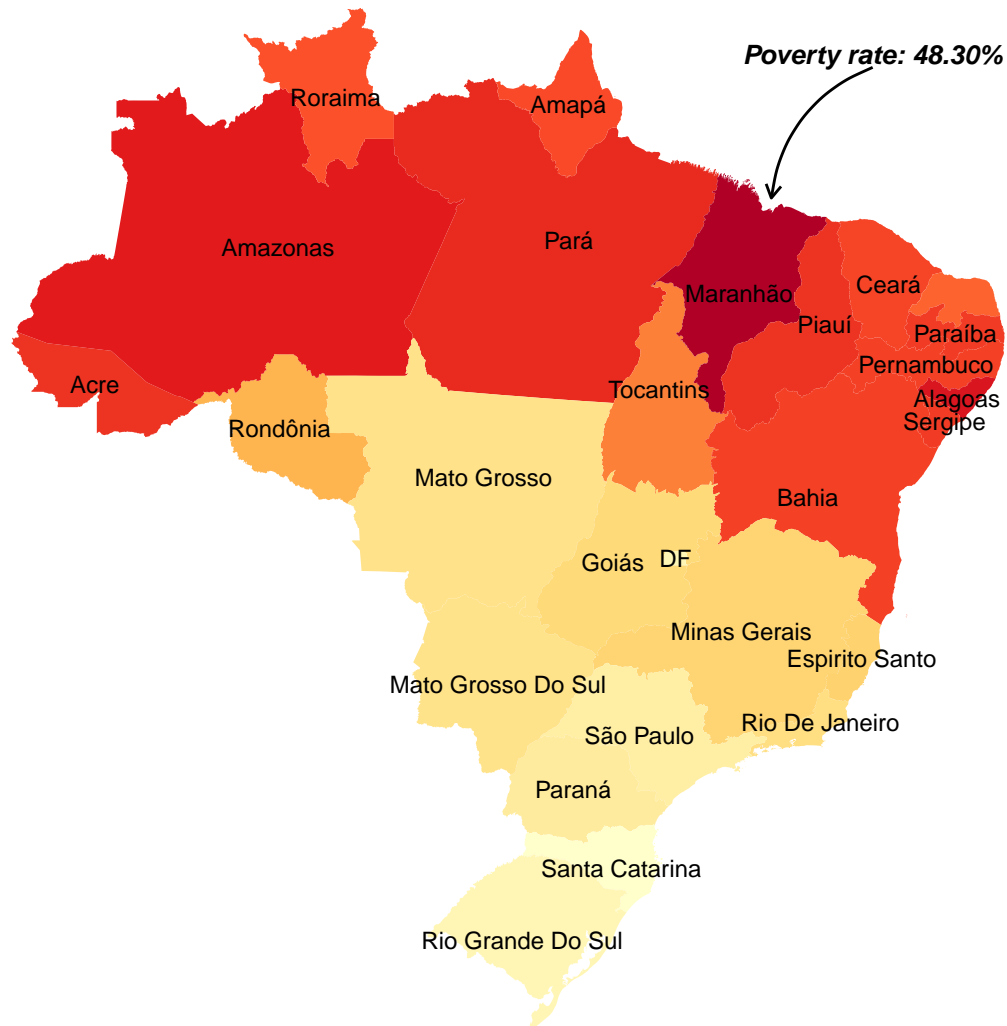 Poverty rate: 48.30%
Roraima
Amapá
Amazonas
Pará
Maranhão
Ceará
Piauí
Paraíba
Pernambuco
Acre
Tocantins
Alagoas
Sergipe
Rondônia
Mato Grosso
Bahia
Goiás
DF
Minas Gerais
Espirito Santo
Mato Grosso Do Sul
Rio De Janeiro
São Paulo
Paraná
Santa Catarina
Rio Grande Do Sul